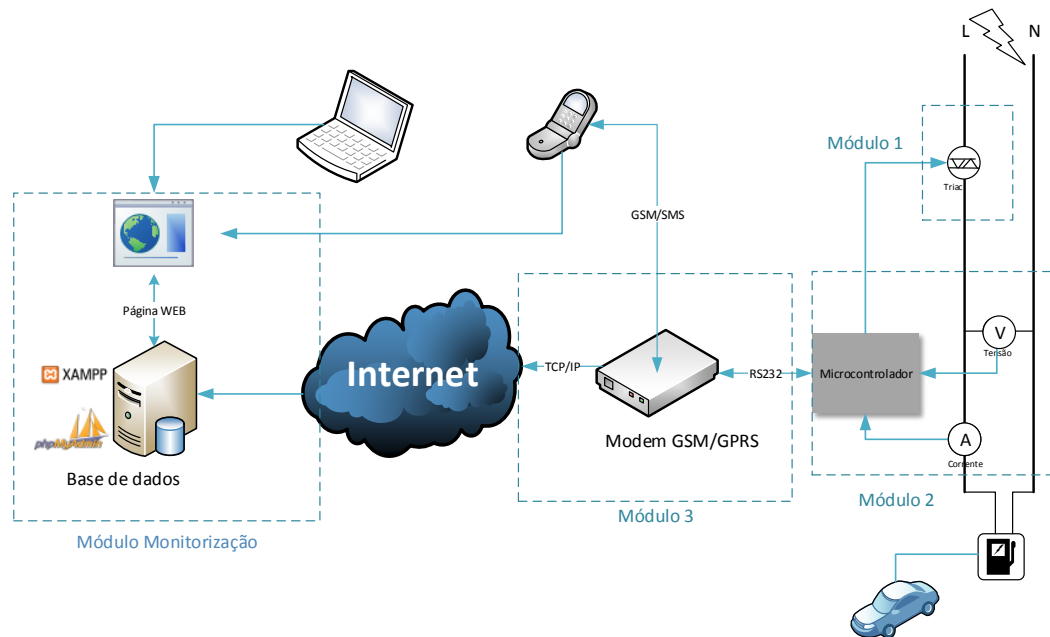 L
N
Módulo 1
Triac
GSM/SMS
Página WEB
V
Tensão
XAMPP
Internet
TCP/IP
RS232
Microcontrolador
phpMyAdmin
Modem GSM/GPRS
A
Corrente
Base de dados
Módulo 2
Módulo 3
Módulo Monitorização